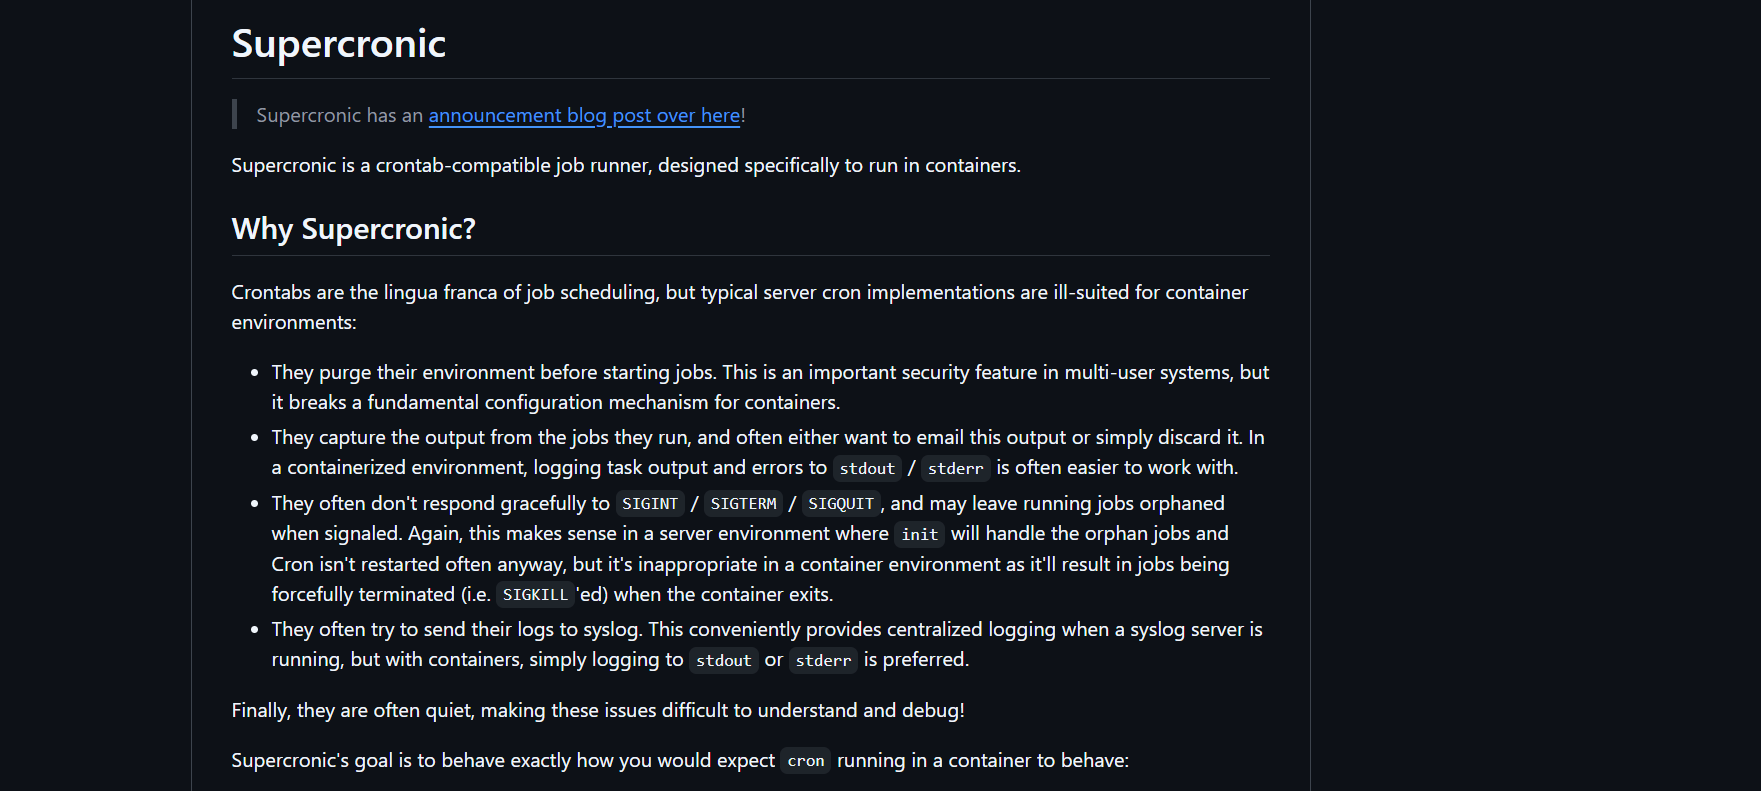 Supercronic
Supercronic has an announcement blog post over here!
Supercronic is a crontab-compatible job runner, designed specifically to run in containers.
Why Supercronic?
Crontabs are the lingua franca of job scheduling, but typical server cron implementations are ill-suited for container
environments:
• They purge their environment before starting jobs. This is an important security feature in multi-user systems, but
it breaks a fundamental configuration mechanism for containers.
• They capture the output from the jobs they run, and often either want to email this output or simply discard it. In
a containerized environment, logging task output and errors to stdout / stderr is often easier to work with.
• They often don't respond gracefully to SIGINT / SIGTERM / SIGQUIT, and may leave running jobs orphaned
when signaled. Again, this makes sense in a server environment where init will handle the orphan jobs and
Cron isn't restarted often anyway, but it's inappropriate in a container environment as it'll result in jobs being
forcefully terminated (i.e. SIGKILL'ed) when the container exits.
• They often try to send their logs to syslog. This conveniently provides centralized logging when a syslog server is
running, but with containers, simply logging to stdout or stderr is preferred.
Finally, they are often quiet, making these issues difficult to understand and debug!
Supercronic's goal is to behave exactly how you would expect cron running in a container to behave: